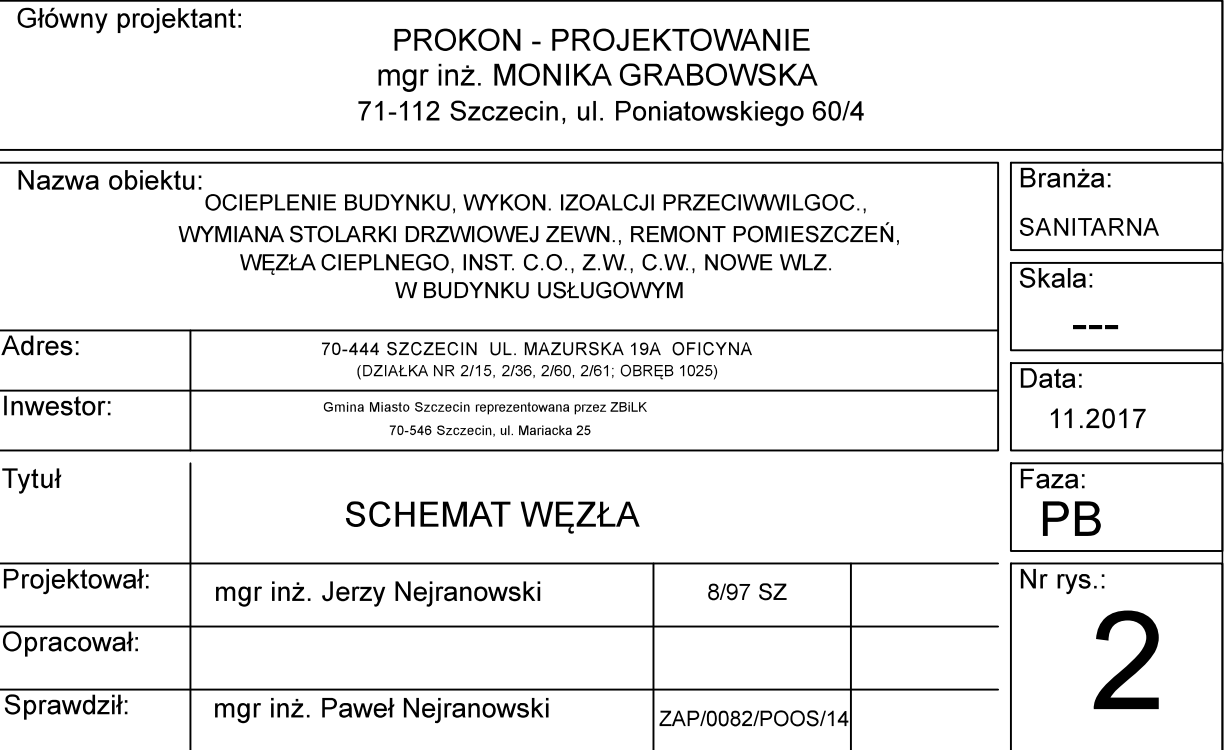 Główny projektant:
PROKON - PROJEKTOWANIE
mgr inż. MONIKA GRABOWSKA
71-112 Szczecin, ul. Poniatowskiego 60/4
Nazwa obiektu:
OCIEPLENIE BUDYNKU, WYKON. IZOALCJI PRZECIWWILGOC.,
WYMIANA STOLARKI DRZWIOWEJ ZEWN., REMONT POMIESZCZEŃ,
WĘZŁA CIEPLNEGO, INST. C.O., Z.W., C.W., NOWE WLZ.
W BUDYNKU USŁUGOWYM
Branża:
SANITARNA
Skala:
---
Adres:
70-444 SZCZECIN UL. MAZURSKA 19A OFICYNA
(DZIAŁKA NR 2/15, 2/36, 2/60, 2/61; OBRĘB 1025)
Data:
11.2017
Inwestor:
Gmina Miasto Szczecin reprezentowana przez ZBiLK
70-546 Szczecin, ul. Mariacka 25
Tytuł
SCHEMAT WĘZŁA
Faza:
PB
Projektował:
mgr inż. Jerzy Nejranowski
8/97 SZ
Nr rys.:
2
Opracował:
Sprawdził:
mgr inż. Paweł Nejranowski
ZAP/0082/POOS/14